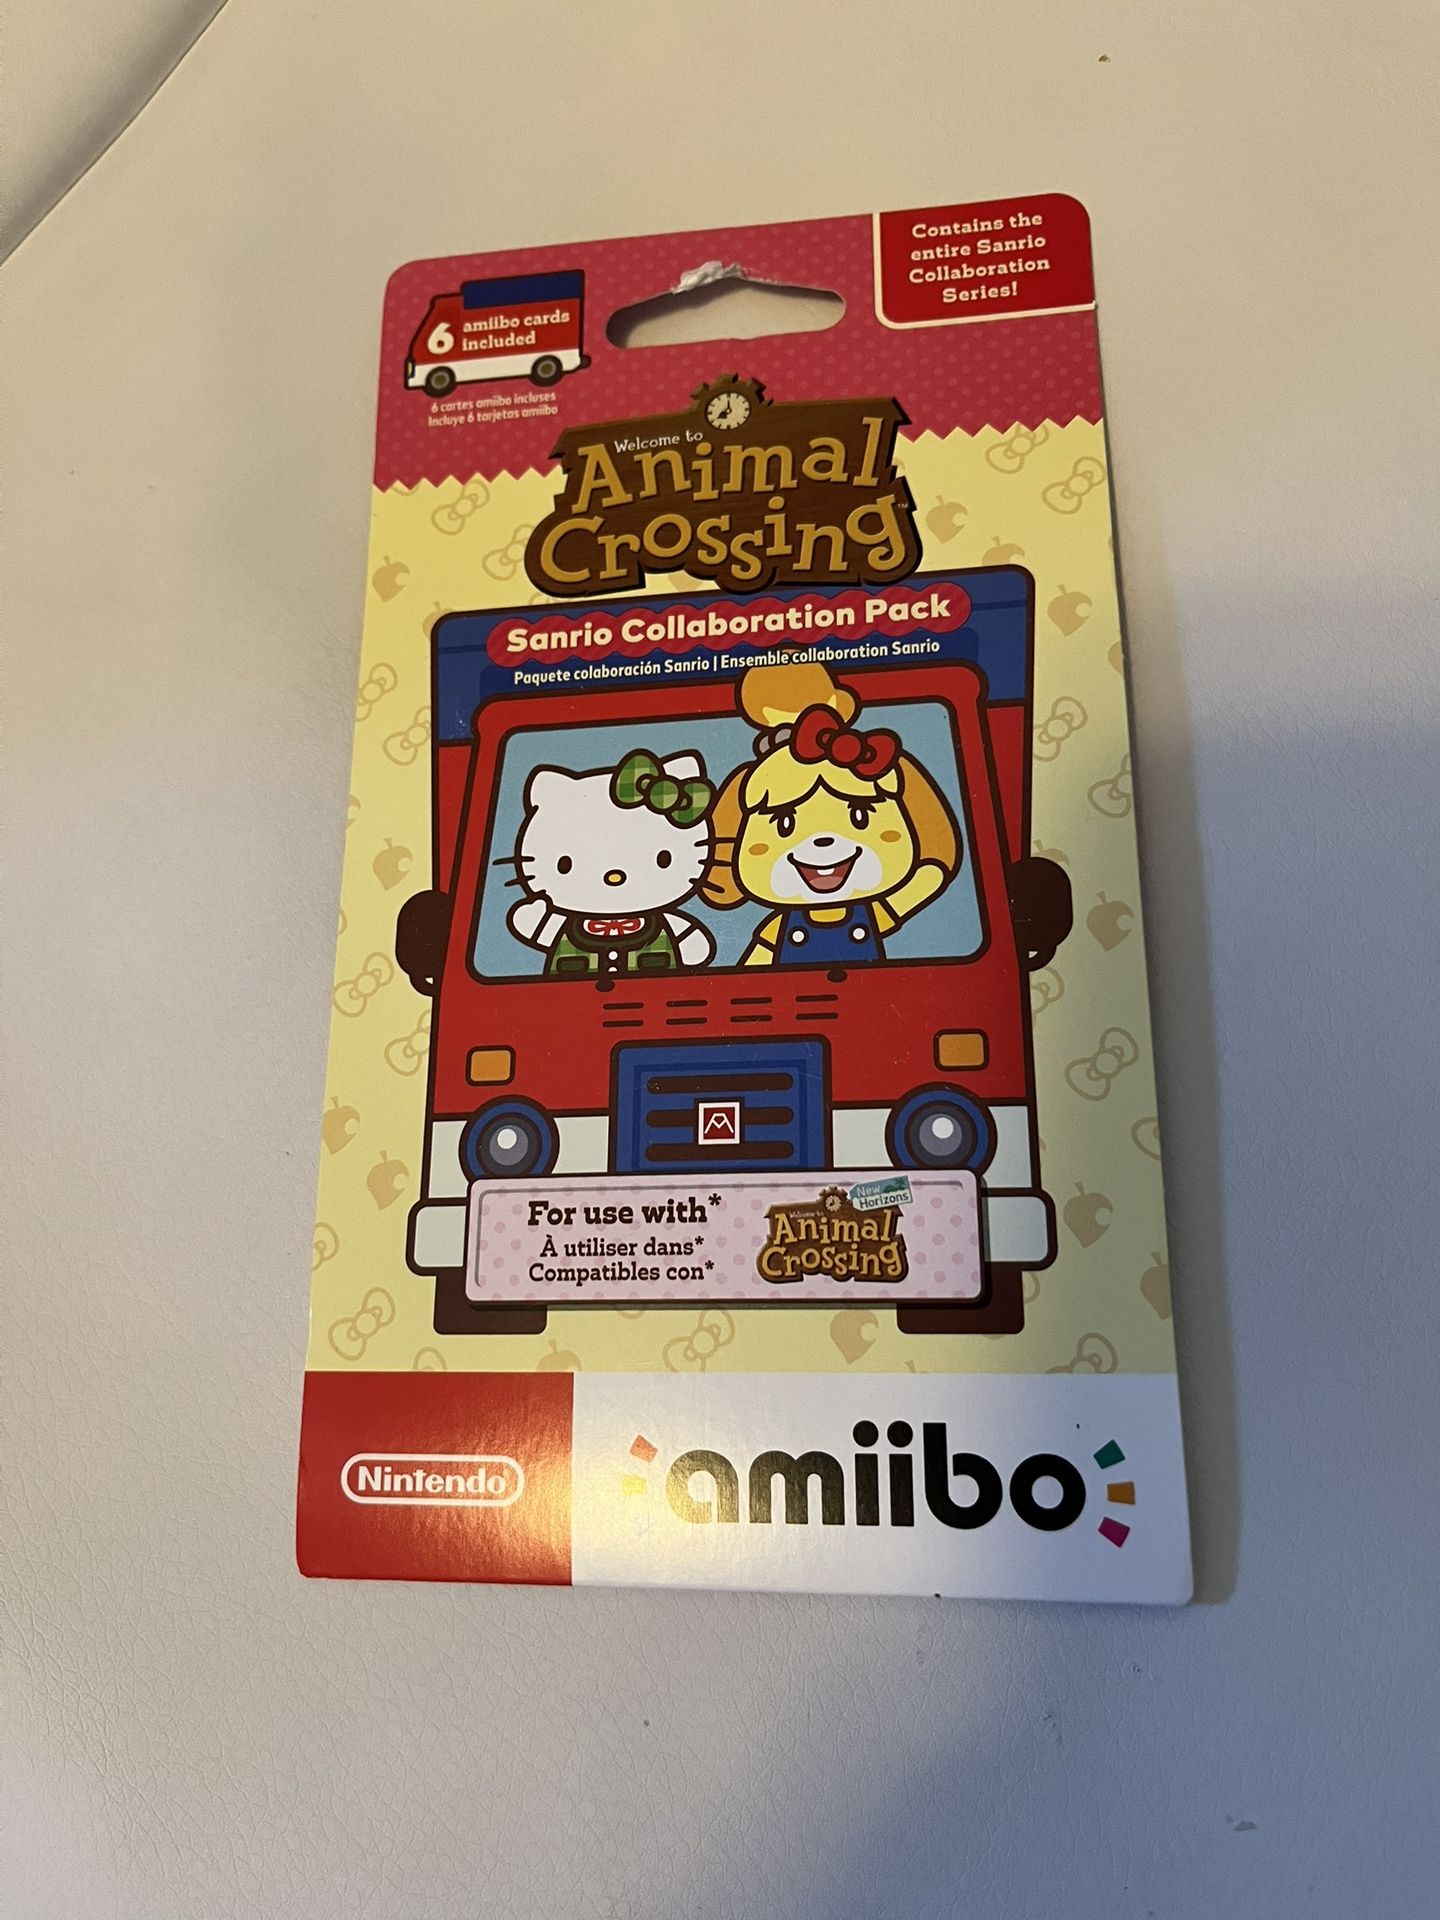 Contains the
entire Sanrio
Collaboration
Series!
6 amiibo cards
included
6 cartes amiibo incluses
Incluye 6 tarjetas amiibo
Welcome to
Animal
Crossing™
Sanrio Collaboration Pack
Paquete colaboración Sanrio | Ensemble collaboration Sanrio
For use with*
À utiliser dans*
Compatibles con*
New
Horizons
Welcome to
Animal
Crossing
Nintendo
amiibo